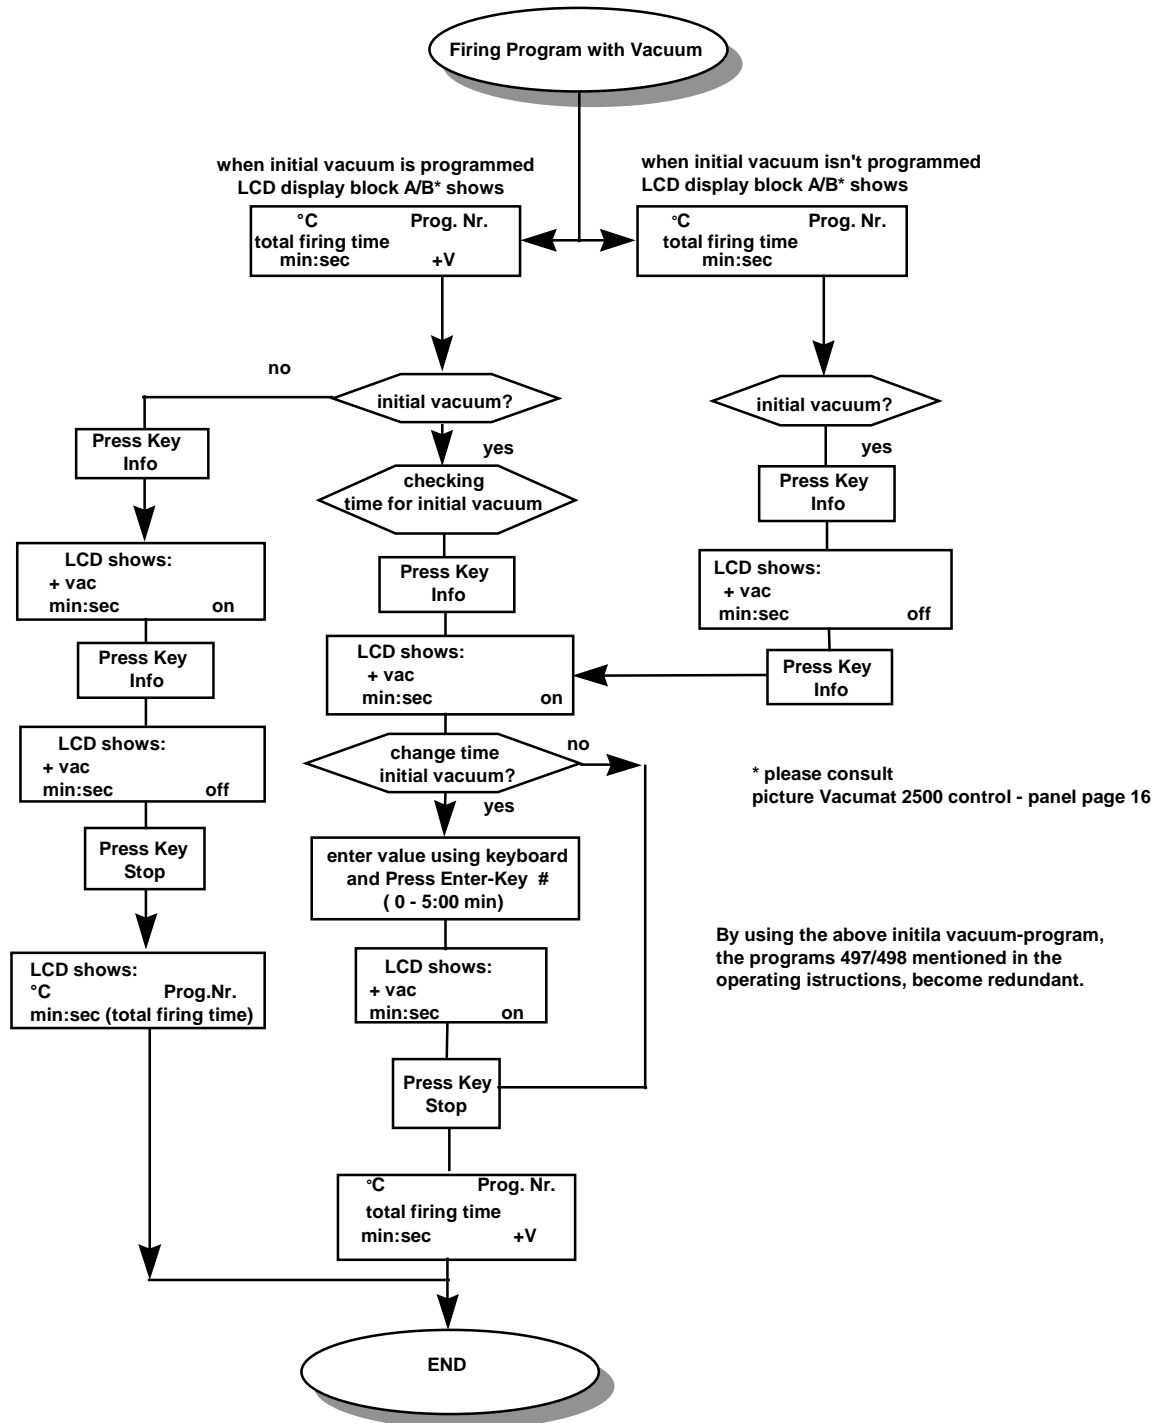 Firing Program with Vacuum
when initial vacuum is programmed
LCD display block A/B* shows
°C Prog. Nr.
total firing time
min:sec +V
when initial vacuum isn't programmed
LCD display block A/B* shows
°C Prog. Nr.
total firing time
min:sec
no
initial vacuum?
yes
initial vacuum?
yes
Press Key
Info
LCD shows:
+ vac
min:sec on
Press Key
Info
LCD shows:
+ vac
min:sec off
Press Key
Stop
LCD shows:
°C Prog.Nr.
min:sec (total firing time)
checking
time for initial vacuum
Press Key
Info
LCD shows:
+ vac
min:sec on
Press Key
Info
LCD shows:
+ vac
min:sec off
Press Key
Info
change time
initial vacuum?
no
yes
enter value using keyboard
and Press Enter-Key #
( 0 - 5:00 min)
LCD shows:
+ vac
min:sec on
Press Key
Stop
°C Prog. Nr.
total firing time
min:sec +V
* please consult
picture Vacumat 2500 control - panel page 16
By using the above initila vacuum-program,
the programs 497/498 mentioned in the
operating istructions, become redundant.
END